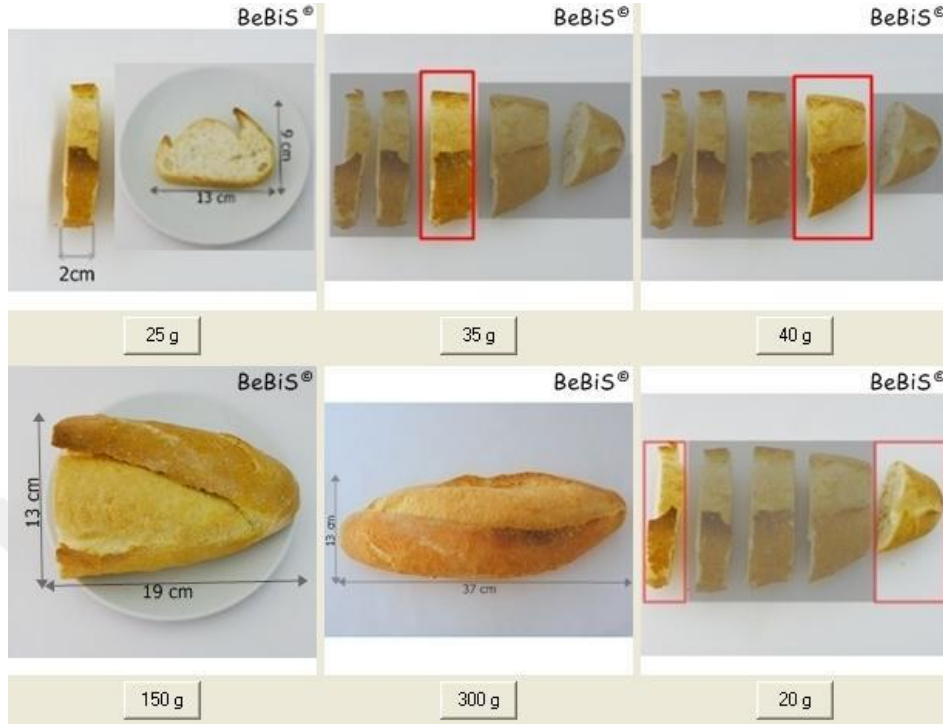 BeBiS©
BeBiS©
BeBiS©
9 cm
13 cm
2cm
25 g
35 g
40 g
BeBiS©
BeBiS©
BeBiS©
13 cm
19 cm
13 cm
37 cm
150 g
300 g
20 g